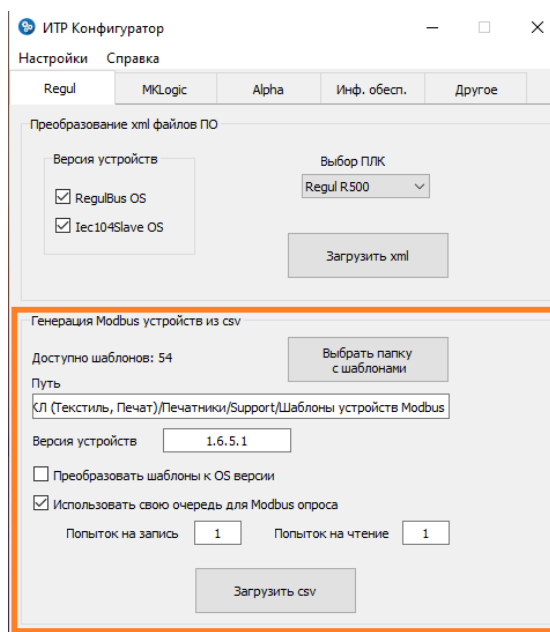 ИТР Конфигуратор
Настройки Справка
Regul MKLogic Alpha Инф. обесп. Другое
Преобразование xml файлов ПО
Версия устройств
Выбор ПЛК
RegulBus OS
Regul R500
Iec104Slave OS
Загрузить xml
Генерация Modbus устройств из csv
Доступно шаблонов: 54
Выбрать папку
с шаблонами
Путь
КЛ (Текстиль, Печат)/Печатники/Support/Шаблоны устройств Modbus
Версия устройств 1.6.5.1
Преобразовать шаблоны к OS версии
Использовать свою очередь для Modbus опроса
Попыток на запись 1 Попыток на чтение 1
Загрузить csv